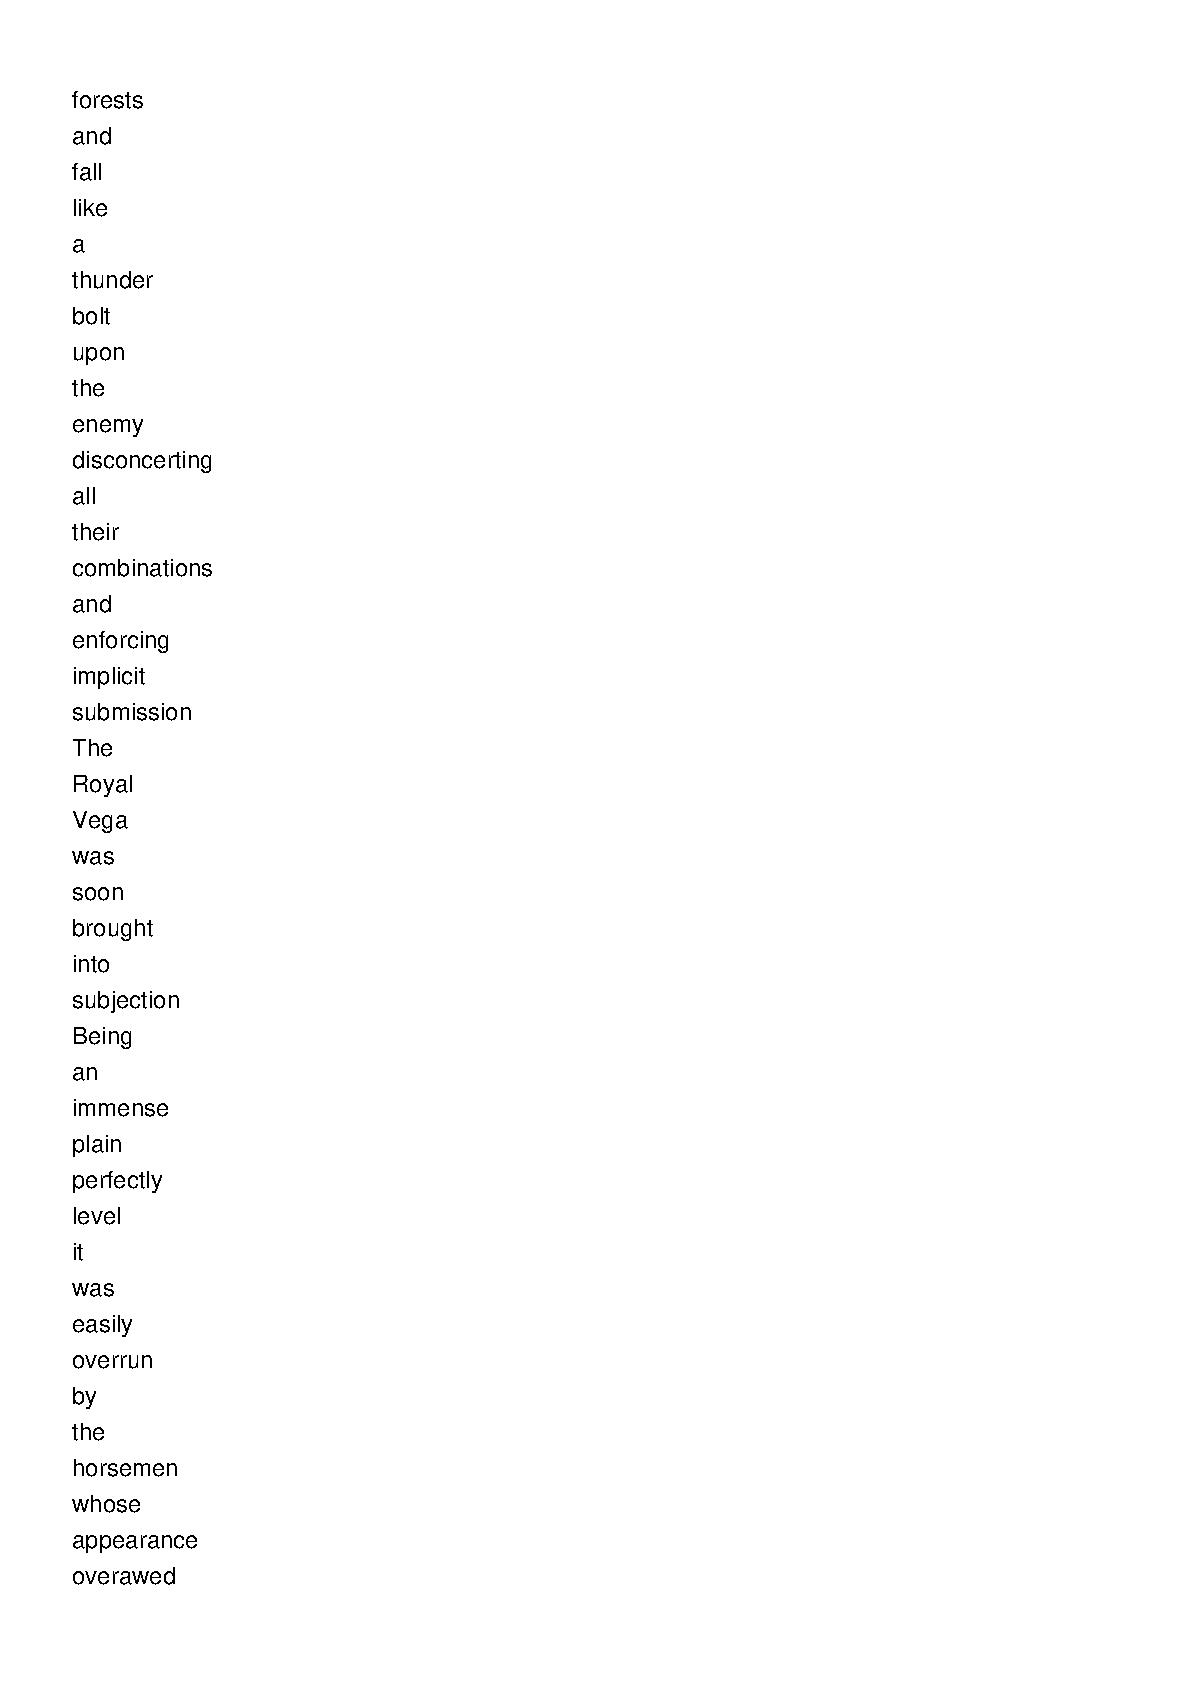 forests
and
fall
like
a
thunder
bolt
upon
the
enemy
disconcerting
all
their
combinations
and
enforcing
implicit
submission
The
Royal
Vega
was
soon
brought
into
subjection
Being
an
immense
plain
perfectly
level
it
was
easily
overrun
by
the
horsemen
whose
appearance
overawed